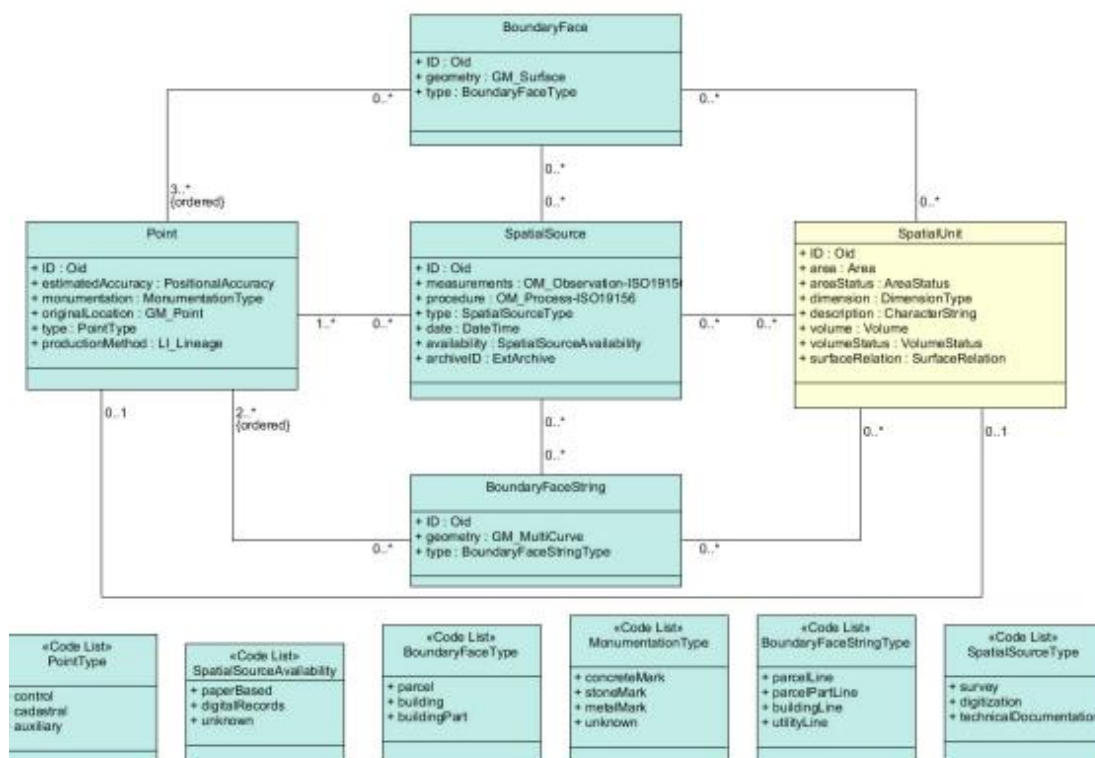 BoundaryFace
+ ID : Oid
+ geometry : GM_Surface
+ type : BoundaryFaceType
0..*
0..*
3..*
{ordered}
0..*
0..*
0..*
Point
+ ID : Oid
+ estimatedAccuracy : PositionalAccuracy
+ monumentation : MonumentationType
+ originalLocation : GM_Point
+ type : PointType
+ productionMethod : LI_Lineage
SpatialSource
+ ID : Oid
+ measurements : OM_Observation-ISO19156
+ procedure : OM_Process-ISO19156
+ type : SpatialSourceType
+ date : DateTime
+ availability : SpatialSourceAvailability
+ archiveID : ExtArchive
SpatialUnit
+ ID : Oid
+ area : Area
+ areaStatus : AreaStatus
+ dimension : DimensionType
+ description : CharacterString
+ volume : Volume
+ volumeStatus : VolumeStatus
+ surfaceRelation : SurfaceRelation
1..*
0..*
0..*
0..*
0..1
2..*
{ordered}
0..*
0..*
0..*
0..1
BoundaryFaceString
+ ID : Oid
+ geometry : GM_MultiCurve
+ type : BoundaryFaceStringType
0..*
0..*
«Code List»
PointType
control
cadastral
auxiliary
«Code List»
SpatialSourceAvailability
+ paperBased
+ digitalRecords
+ unknown
«Code List»
BoundaryFaceType
+ parcel
+ building
+ buildingPart
«Code List»
MonumentationType
+ concreteMark
+ stoneMark
+ metalMark
+ unknown
«Code List»
BoundaryFaceStringType
+ parcelLine
+ parcelPartLine
+ buildingLine
+ utilityLine
«Code List»
SpatialSourceType
+ survey
+ digitization
+ technicalDocumentation